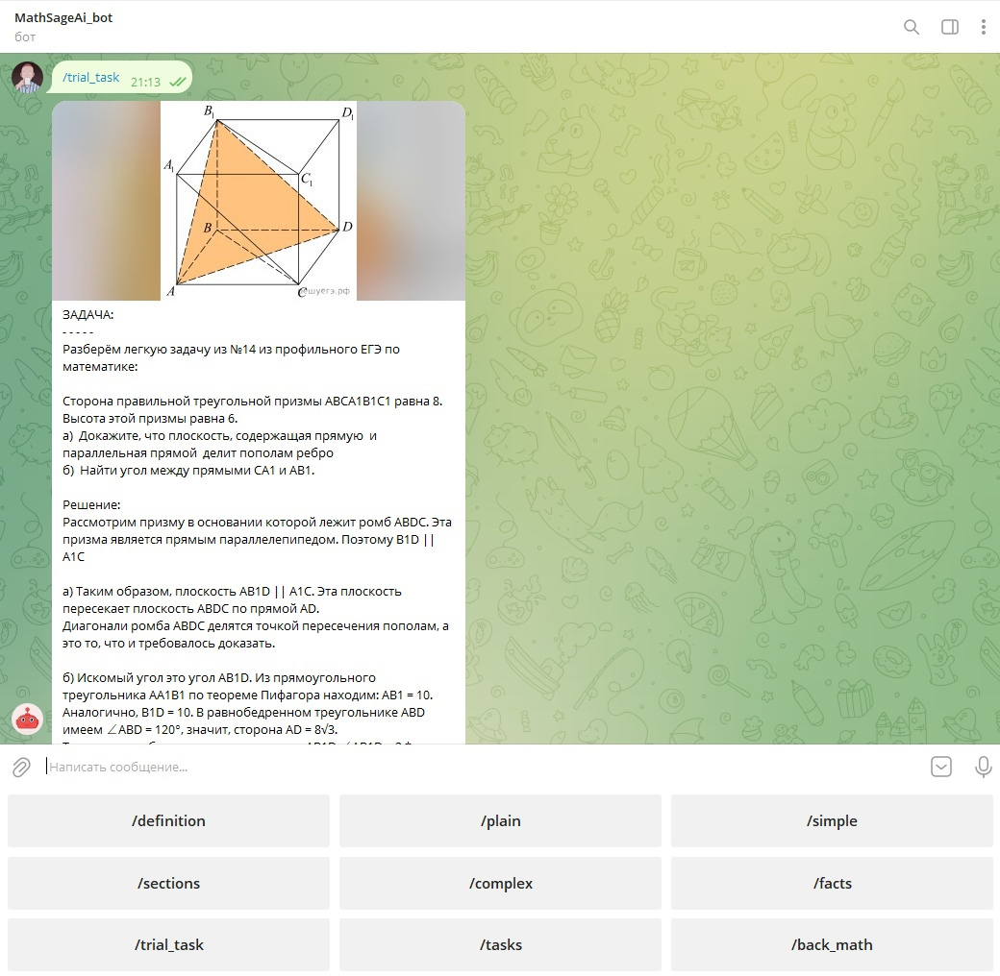 MathSageAi_bot
бот
/trial_task 21:13
B₁ D₁
A₁ C₁
B D
A C
решуегэ.рф
ЗАДАЧА:
- - - - -
Разберём легкую задачу из №14 из профильного ЕГЭ по
математике:
Сторона правильной треугольной призмы ABCA1B1C1 равна 8.
Высота этой призмы равна 6.
а)  Докажите, что плоскость, содержащая прямую  и
параллельная прямой  делит пополам ребро
б)  Найти угол между прямыми CA1 и AB1.
Решение:
Рассмотрим призму в основании которой лежит ромб ABDC. Эта
призма является прямым параллелепипедом. Поэтому B1D ||
A1C
а) Таким образом, плоскость AB1D || A1C. Эта плоскость
пересекает плоскость ABDC по прямой AD.
Диагонали ромба ABDC делятся точкой пересечения пополам, а
это то, что и требовалось доказать.
б) Искомый угол это угол AB1D. Из прямоугольного
треугольника AA1B1 по теореме Пифагора находим: AB1 = 10.
Аналогично, B1D = 10. В равнобедренном треугольнике ABD
имеем ∠ABD = 120°, значит, сторона AD = 8√3.
Написать сообщение...
/definition /plain /simple
/sections /complex /facts
/trial_task /tasks /back_math